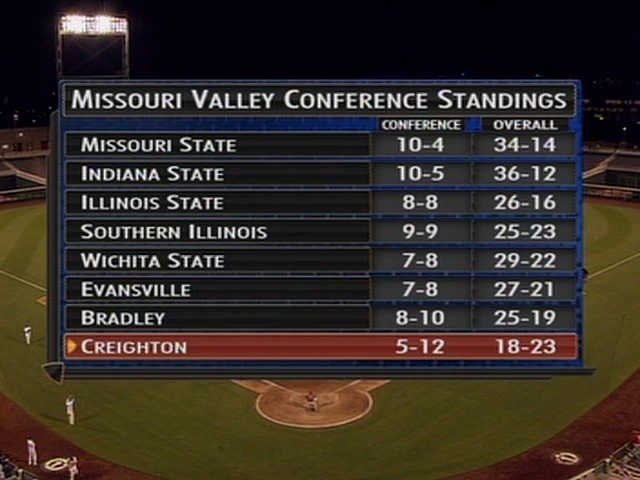 MISSOURI VALLEY CONFERENCE STANDINGS
CONFERENCE OVERALL
MISSOURI STATE 10-4 34-14
INDIANA STATE 10-5 36-12
ILLINOIS STATE 8-8 26-16
SOUTHERN ILLINOIS 9-9 25-23
WICHITA STATE 7-8 29-22
EVANSVILLE 7-8 27-21
BRADLEY 8-10 25-19
CREIGHTON 5-12 18-23